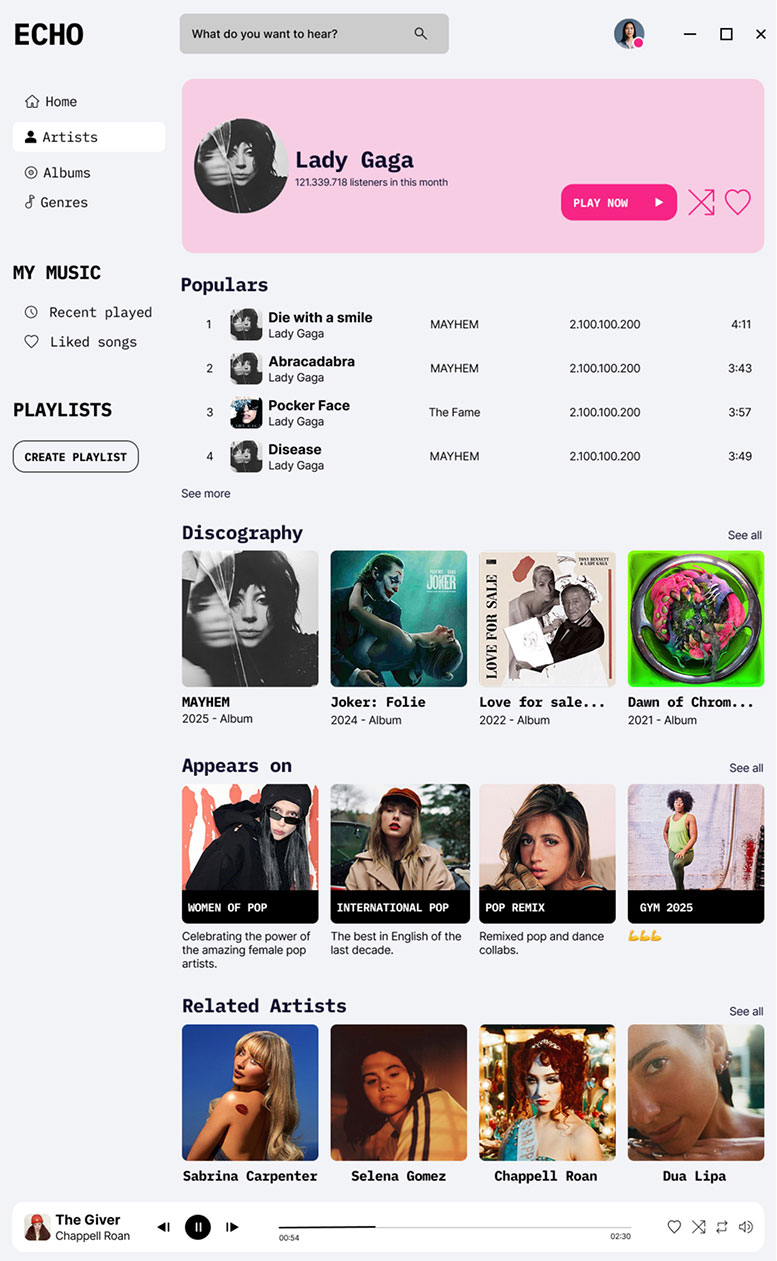 ECHO
What do you want to hear?
Home
Artists
Albums
Genres
MY MUSIC
Recent played
Liked songs
PLAYLISTS
CREATE PLAYLIST
Lady Gaga
121.339.718 listeners in this month
PLAY NOW
Populars
1 Die with a smile MAYHEM 2.100.100.200 4:11
Lady Gaga
2 Abracadabra MAYHEM 2.100.100.200 3:43
Lady Gaga
3 Pocker Face The Fame 2.100.100.200 3:57
Lady Gaga
4 Disease MAYHEM 2.100.100.200 3:49
Lady Gaga
See more
Discography See all
JOKER
TONY BENNETT
& LADY GAGA
LOVE FOR SALE
MAYHEM
2025 - Album
Joker: Folie
2024 - Album
Love for sale...
2022 - Album
Dawn of Chrom...
2021 - Album
Appears on See all
WOMEN OF POP
Celebrating the power of
the amazing female pop
artists.
INTERNATIONAL POP
The best in English of the
last decade.
POP REMIX
Remixed pop and dance
collabs.
GYM 2025
💪💪💪
Related Artists See all
Sabrina Carpenter
Selena Gomez
Chappell Roan
Dua Lipa
The Giver
Chappell Roan
00:54
02:30